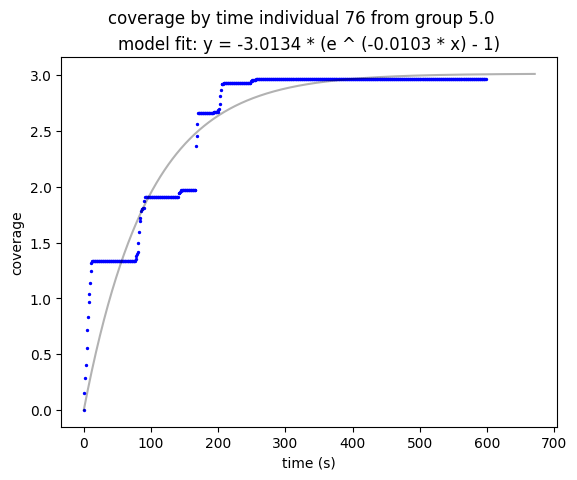 coverage by time individual 76 from group 5.0
model fit: y = -3.0134 * (e ^ (-0.0103 * x) - 1)
3.0
2.5
2.0
1.5
1.0
0.5
0.0
coverage
0 100 200 300 400 500 600 700
time (s)